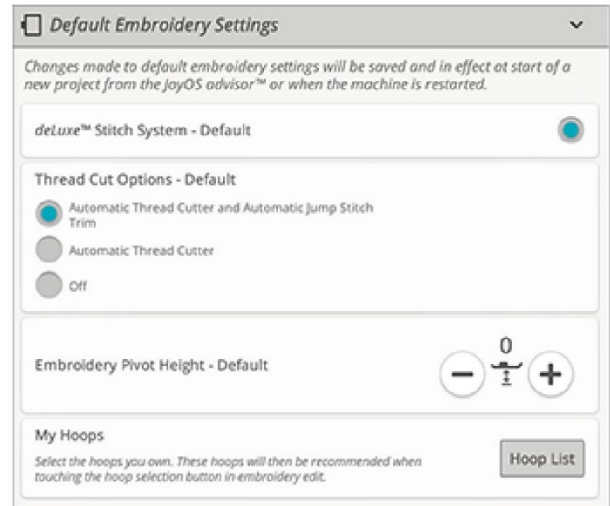 Default Embroidery Settings
Changes made to default embroidery settings will be saved and in effect at start of a
new project from the JoyOS advisor™ or when the machine is restarted.
deLuxe™ Stitch System - Default
Thread Cut Options - Default
Automatic Thread Cutter and Automatic Jump Stitch
Trim
Automatic Thread Cutter
Off
Embroidery Pivot Height - Default
0
My Hoops
Select the hoops you own. These hoops will then be recommended when
touching the hoop selection button in embroidery edit.
Hoop List